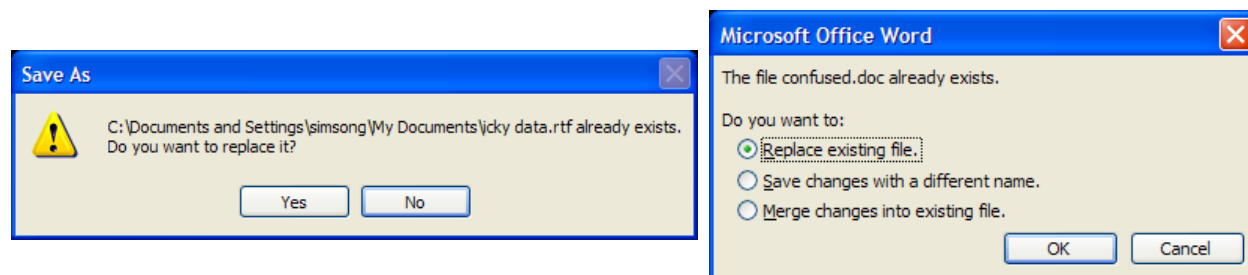 Save As
C:\Documents and Settings\simsong\My Documents\icky data.rtf already exists.
Do you want to replace it?
Yes
No
Microsoft Office Word
The file confused.doc already exists.
Do you want to:
Replace existing file.
Save changes with a different name.
Merge changes into existing file.
OK
Cancel